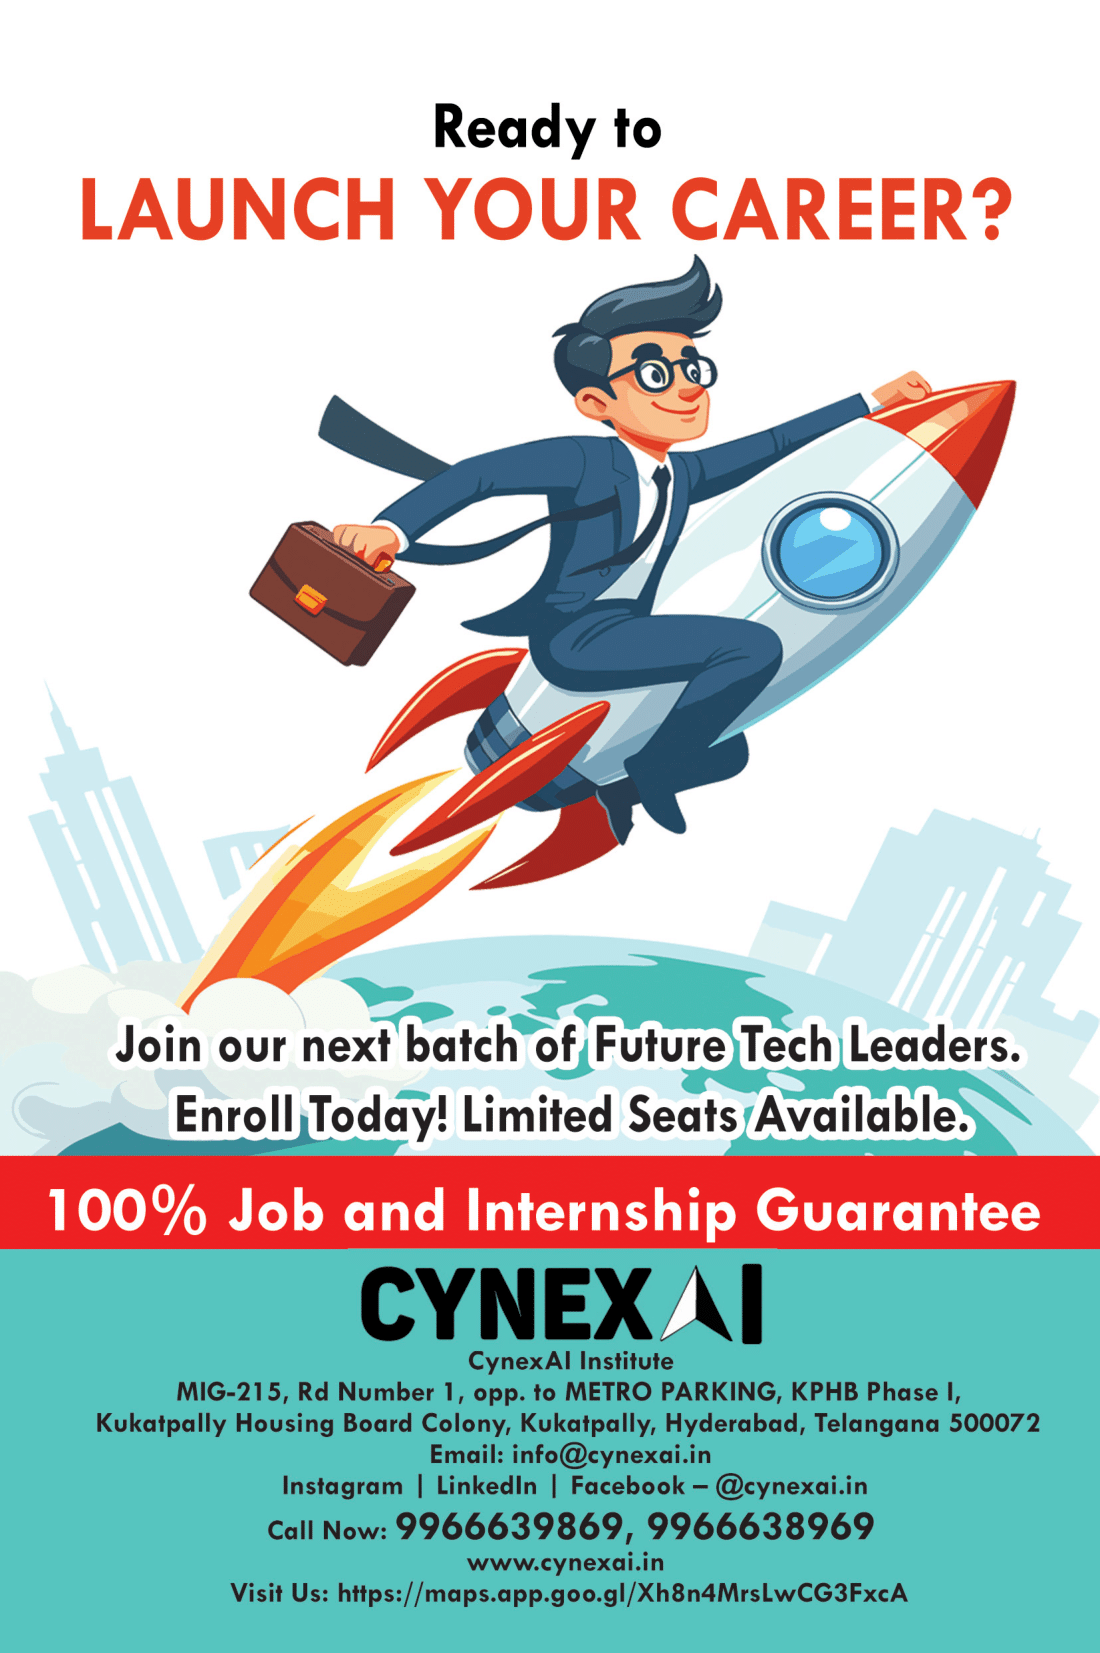 Ready to
LAUNCH YOUR CAREER?
Join our next batch of Future Tech Leaders.
Enroll Today! Limited Seats Available.
100% Job and Internship Guarantee
CYNEXAI
CynexAI Institute
MIG-215, Rd Number 1, opp. to METRO PARKING, KPHB Phase I,
Kukatpally Housing Board Colony, Kukatpally, Hyderabad, Telangana 500072
Email: info@cynexai.in
Instagram | LinkedIn | Facebook – @cynexai.in
Call Now: 9966639869, 9966638969
www.cynexai.in
Visit Us: https://maps.app.goo.gl/Xh8n4MrsLwCG3FxcA